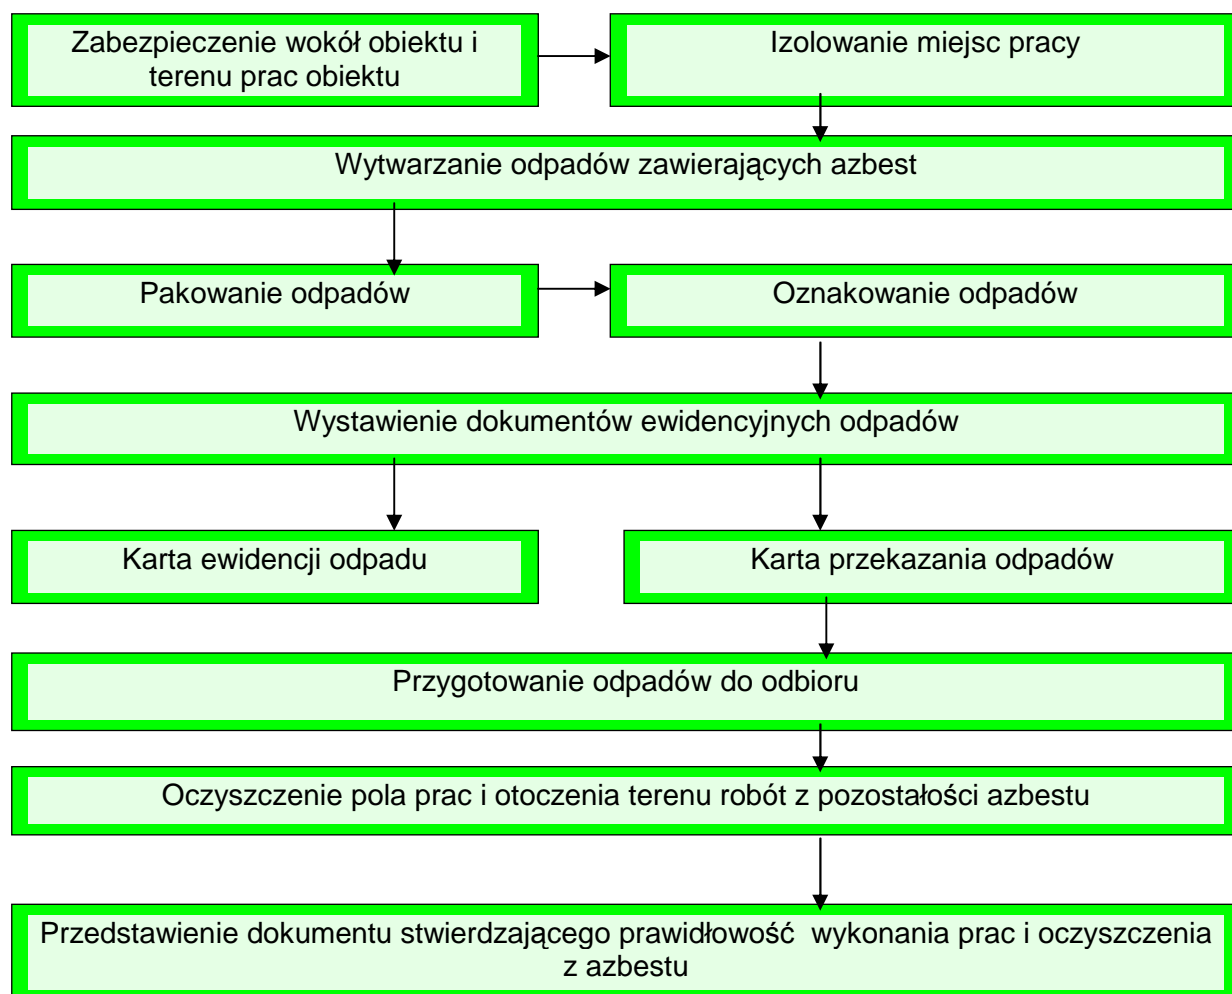 Zabezpieczenie wokół obiektu i
terenu prac obiektu
Izolowanie miejsc pracy
Wytwarzanie odpadów zawierających azbest
Pakowanie odpadów
Oznakowanie odpadów
Wystawienie dokumentów ewidencyjnych odpadów
Karta ewidencji odpadu
Karta przekazania odpadów
Przygotowanie odpadów do odbioru
Oczyszczenie pola prac i otoczenia terenu robót z pozostałości azbestu
Przedstawienie dokumentu stwierdzającego prawidłowość wykonania prac i oczyszczenia
z azbestu